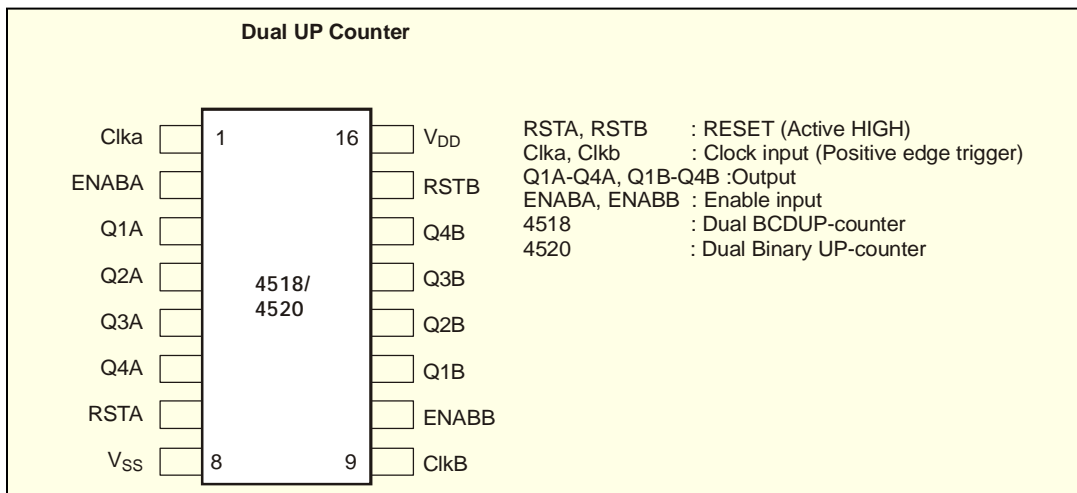 Dual UP Counter
Clka
ENABA
Q1A
Q2A
Q3A
Q4A
RSTA
VSS
1
16
4518/
4520
8
9
VDD
RSTB
Q4B
Q3B
Q2B
Q1B
ENABB
ClkB
RSTA, RSTB : RESET (Active HIGH)
Clka, Clkb : Clock input (Positive edge trigger)
Q1A-Q4A, Q1B-Q4B :Output
ENABA, ENABB : Enable input
4518 : Dual BCDUP-counter
4520 : Dual Binary UP-counter